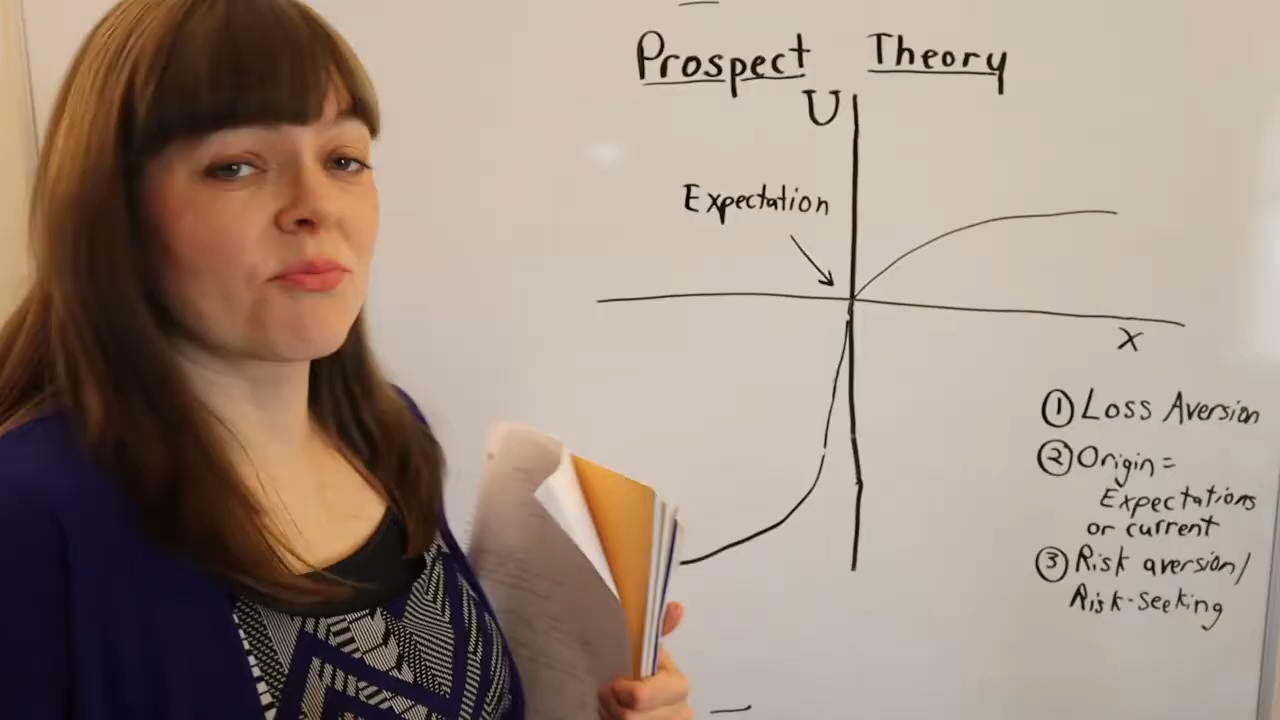 Prospect Theory
U
Expectation
x
① Loss Aversion
② Origin =
Expectations
or current
③ Risk aversion/
Risk-seeking